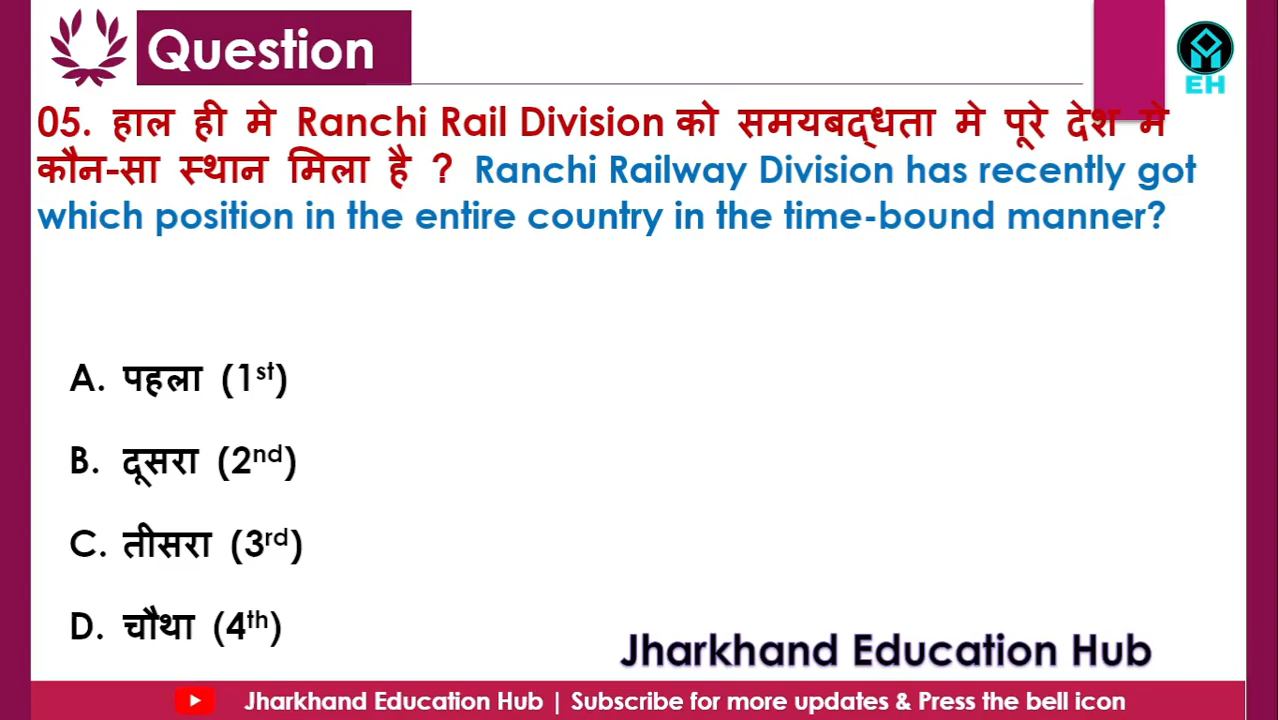 Question
EH
05. हाल ही मे Ranchi Rail Division को समयबद्धता मे पूरे देश मे
कौन-सा स्थान मिला है ? Ranchi Railway Division has recently got
which position in the entire country in the time-bound manner?
A. पहला (1st)
B. दूसरा (2nd)
C. तीसरा (3rd)
D. चौथा (4th)
Jharkhand Education Hub
Jharkhand Education Hub | Subscribe for more updates & Press the bell icon